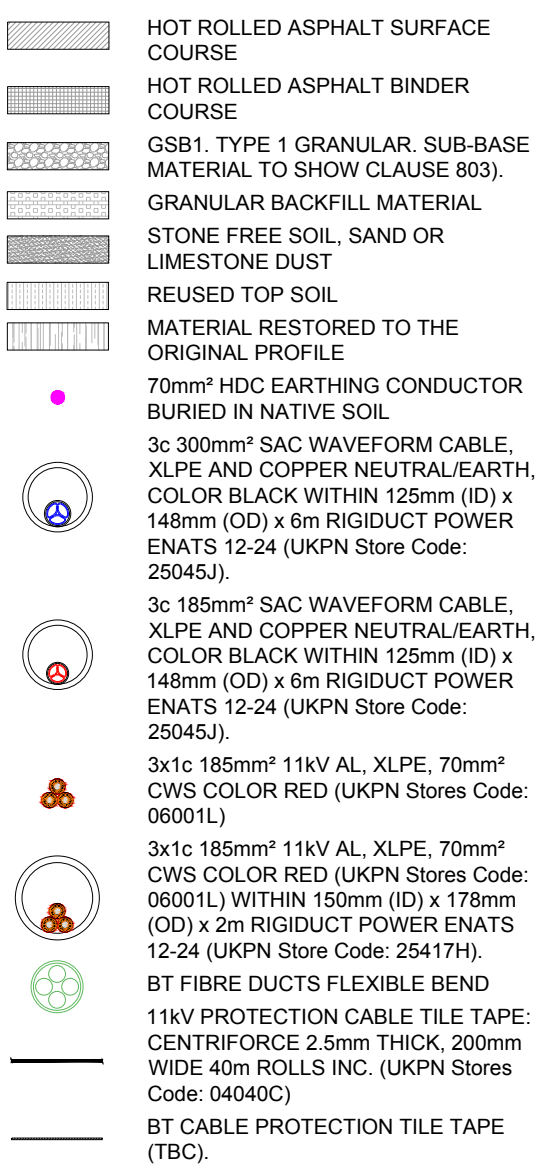 HOT ROLLED ASPHALT SURFACE
COURSE
HOT ROLLED ASPHALT BINDER
COURSE
GSB1. TYPE 1 GRANULAR. SUB-BASE
MATERIAL TO SHOW CLAUSE 803).
GRANULAR BACKFILL MATERIAL
STONE FREE SOIL, SAND OR
LIMESTONE DUST
REUSED TOP SOIL
MATERIAL RESTORED TO THE
ORIGINAL PROFILE
70mm² HDC EARTHING CONDUCTOR
BURIED IN NATIVE SOIL
3c 300mm² SAC WAVEFORM CABLE,
XLPE AND COPPER NEUTRAL/EARTH,
COLOR BLACK WITHIN 125mm (ID) x
148mm (OD) x 6m RIGIDUCT POWER
ENATS 12-24 (UKPN Store Code:
25045J).
3c 185mm² SAC WAVEFORM CABLE,
XLPE AND COPPER NEUTRAL/EARTH,
COLOR BLACK WITHIN 125mm (ID) x
148mm (OD) x 6m RIGIDUCT POWER
ENATS 12-24 (UKPN Store Code:
25045J).
3x1c 185mm² 11kV AL, XLPE, 70mm²
CWS COLOR RED (UKPN Stores Code:
06001L)
3x1c 185mm² 11kV AL, XLPE, 70mm²
CWS COLOR RED (UKPN Stores Code:
06001L) WITHIN 150mm (ID) x 178mm
(OD) x 2m RIGIDUCT POWER ENATS
12-24 (UKPN Store Code: 25417H).
BT FIBRE DUCTS FLEXIBLE BEND
11kV PROTECTION CABLE TILE TAPE:
CENTRIFORCE 2.5mm THICK, 200mm
WIDE 40m ROLLS INC. (UKPN Stores
Code: 04040C)
BT CABLE PROTECTION TILE TAPE
(TBC).